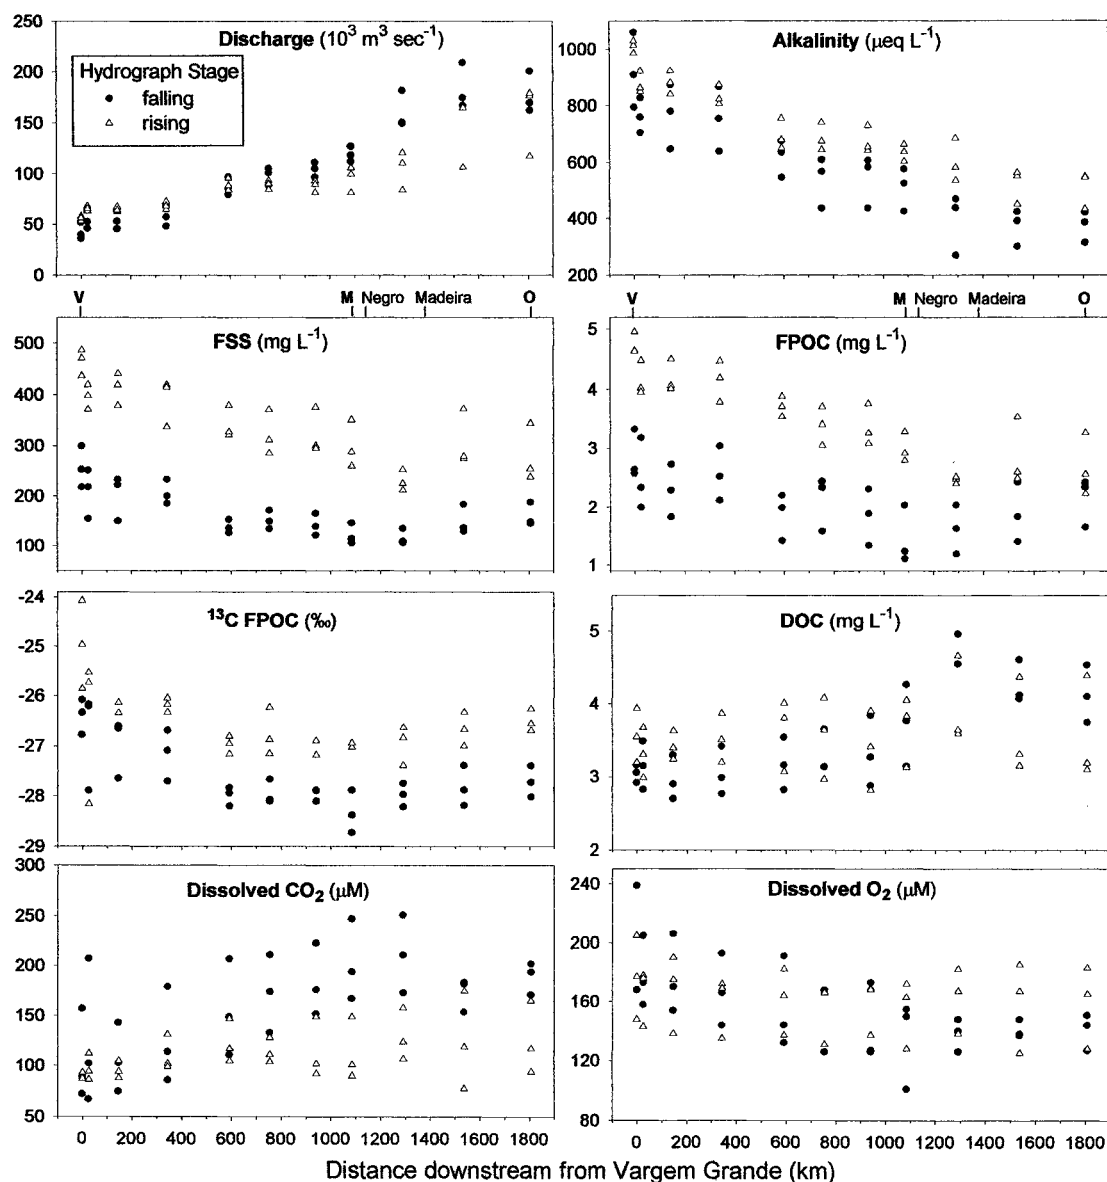 Discharge (10³ m³ sec⁻¹)
Hydrograph Stage
falling
rising
250
200
150
100
50
0
Alkalinity (µeq L⁻¹)
1000
800
600
400
200
V M Negro Madeira O
V M Negro Madeira O
FSS (mg L⁻¹)
500
400
300
200
100
FPOC (mg L⁻¹)
5
4
3
2
1
¹³C FPOC (‰)
-24
-25
-26
-27
-28
-29
DOC (mg L⁻¹)
5
4
3
2
Dissolved CO₂ (µM)
300
250
200
150
100
50
0 200 400 600 800 1000 1200 1400 1600 1800
Dissolved O₂ (µM)
240
200
160
120
80
0 200 400 600 800 1000 1200 1400 1600 1800
Distance downstream from Vargem Grande (km)